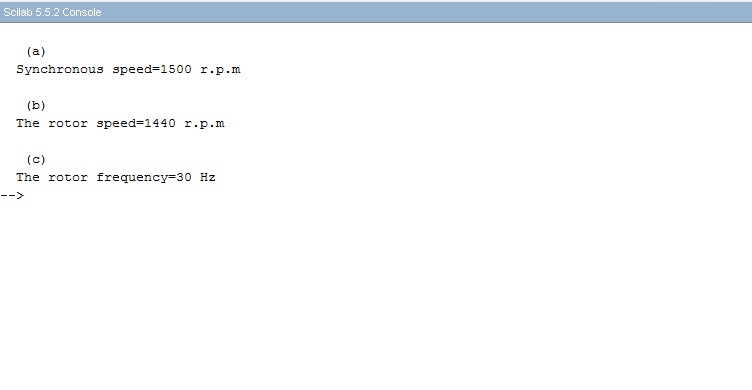 Scilab 5.5.2 Console
(a)
Synchronous speed=1500 r.p.m
(b)
The rotor speed=1440 r.p.m
(c)
The rotor frequency=30 Hz
-->